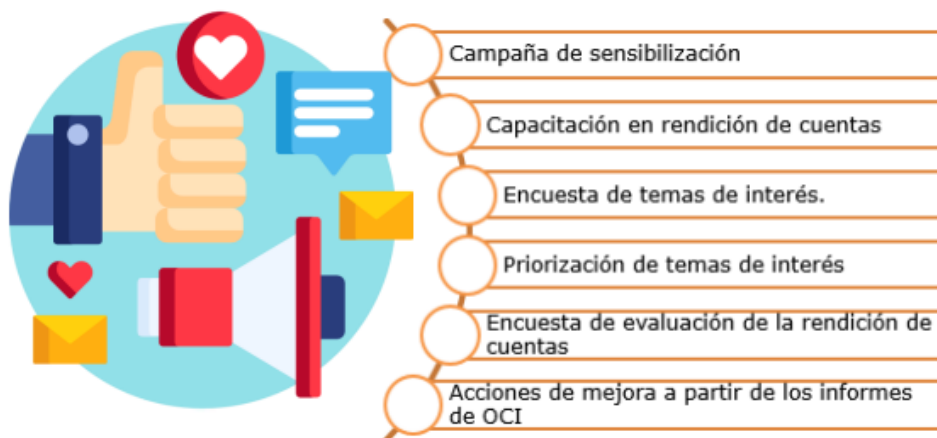 Campaña de sensibilización
Capacitación en rendición de cuentas
Encuesta de temas de interés.
Priorización de temas de interés
Encuesta de evaluación de la rendición de
cuentas
Acciones de mejora a partir de los informes
de OCI